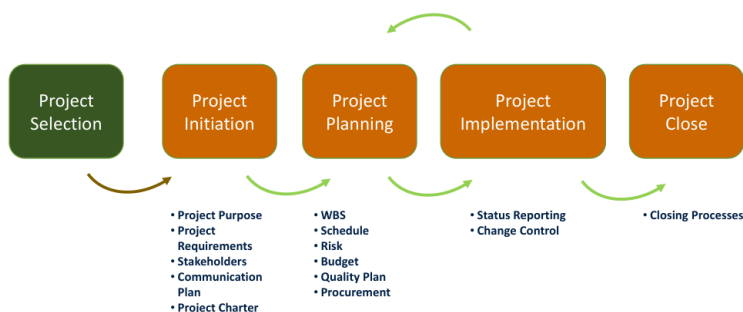 Project
Selection
Project
Initiation
Project
Planning
Project
Implementation
Project
Close
• Project Purpose
• Project
Requirements
• Stakeholders
• Communication
Plan
• Project Charter
• WBS
• Schedule
• Risk
• Budget
• Quality Plan
• Procurement
• Status Reporting
• Change Control
• Closing Processes